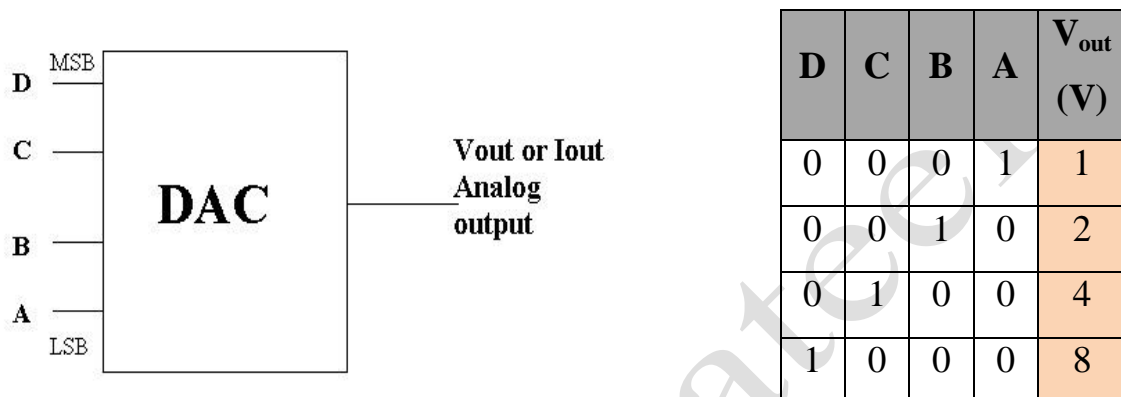 MSB
D
C
DAC
B
A
LSB
Vout or Iout
Analog
output
D C B A Vout (V)
0 0 0 1 1
0 0 1 0 2
0 1 0 0 4
1 0 0 0 8